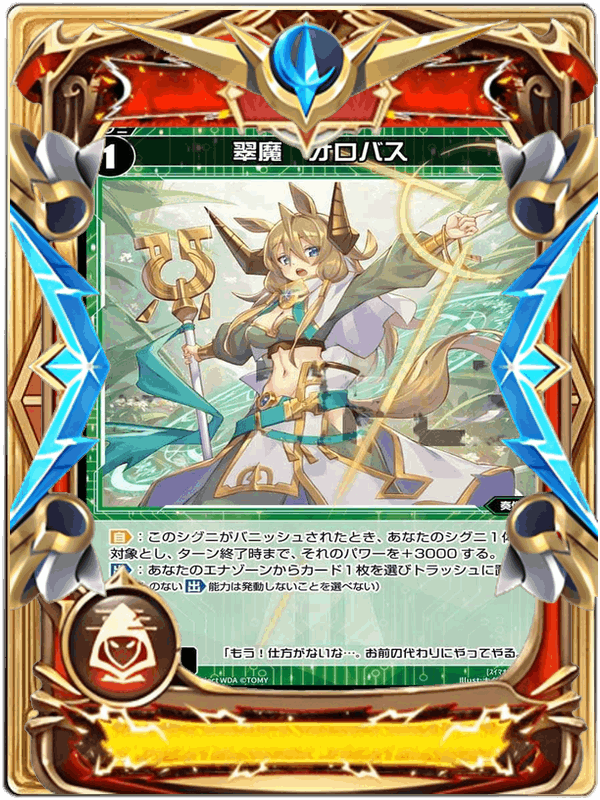 1
翠魔 オロバス
自：このシグニがバニッシュされたとき、あなたのシグニ１体
対象とし、ターン終了時まで、それのパワーを＋3000する。
出：あなたのエナゾーンからカード１枚を選びトラッシュに
のない 出 能力は発動しないことを選べない)
「もう！仕方がないな…。お前の代わりにやってやる
WDA ©TOMY
Illust: